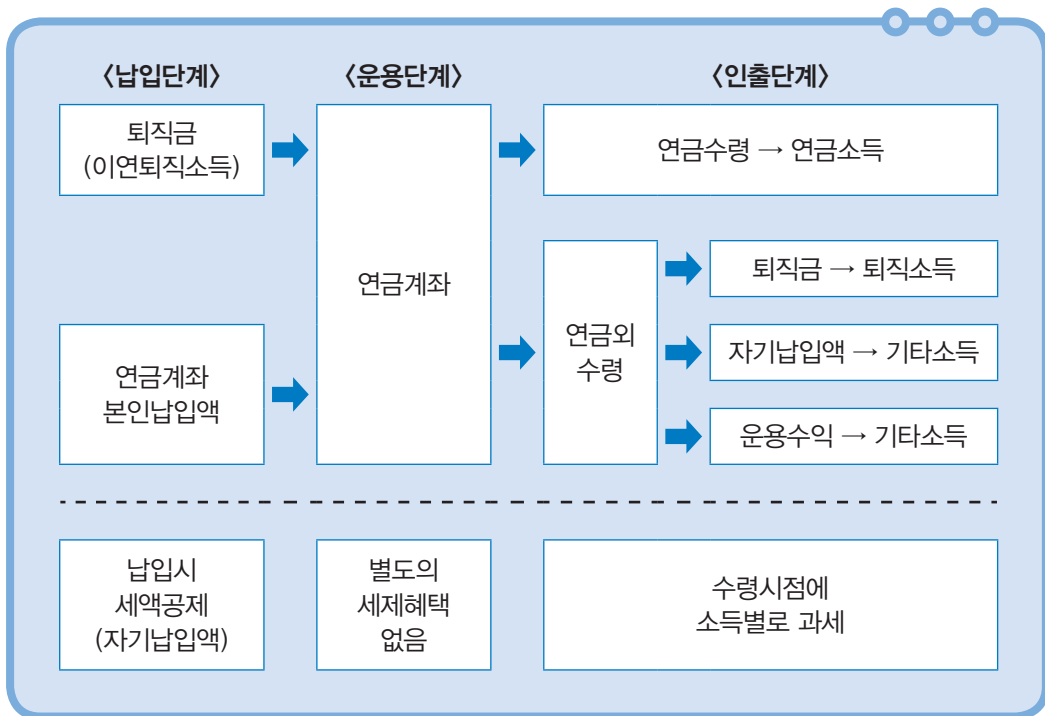 〈납입단계〉
〈운용단계〉
〈인출단계〉
퇴직금
(이연퇴직소득)
연금계좌
본인납입액
연금계좌
연금수령 → 연금소득
연금외
수령
퇴직금 → 퇴직소득
자기납입액 → 기타소득
운용수익 → 기타소득
납입시
세액공제
(자기납입액)
별도의
세제혜택
없음
수령시점에
소득별로 과세